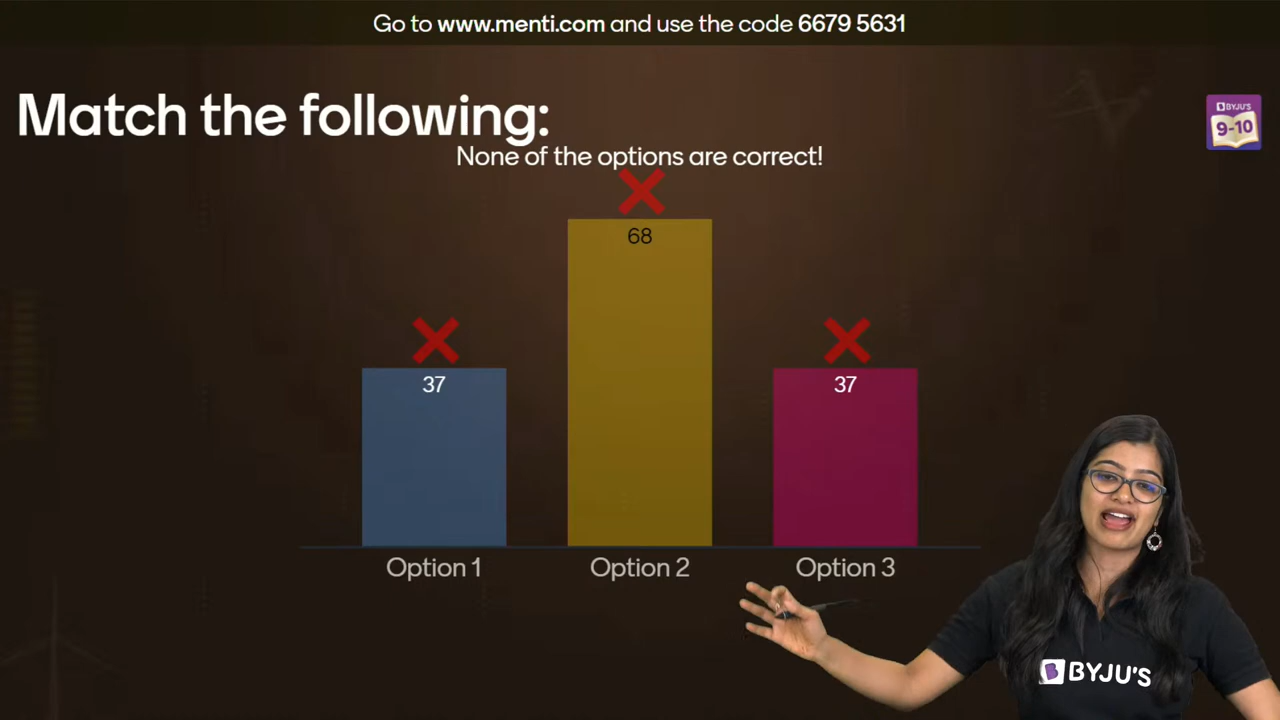 Go to www.menti.com and use the code 6679 5631
Match the following:
BYJU'S
9-10
None of the options are correct!
68
37
37
Option 1
Option 2
Option 3
BYJU'S